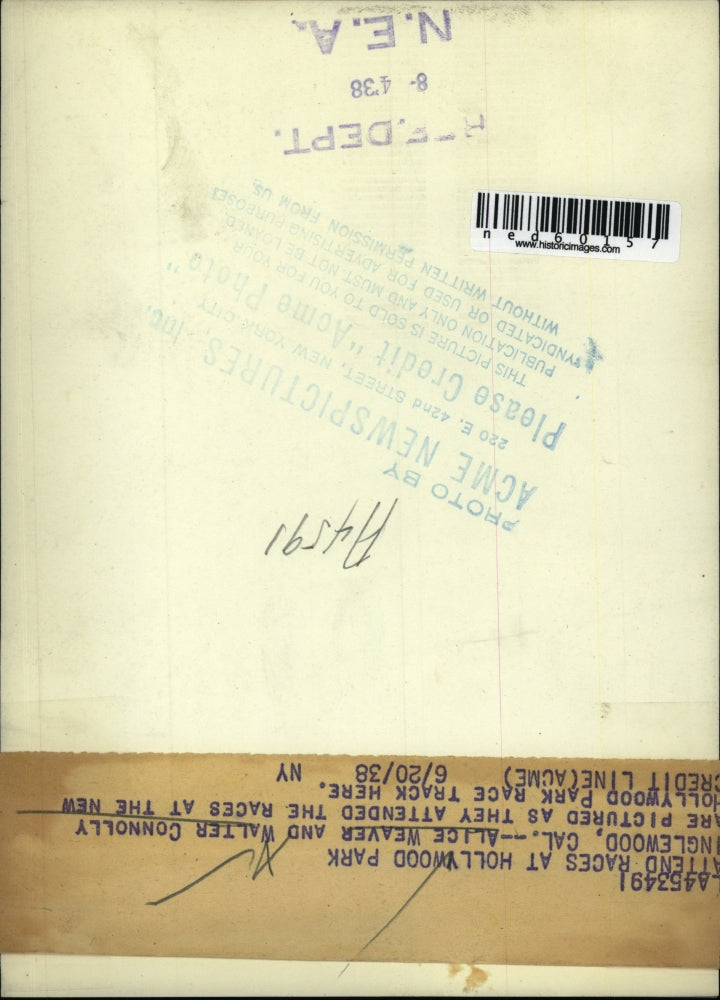 LA453491
ATTEND RACES AT HOLLYWOOD PARK
INGLEWOOD, CAL.--ALICE WEAVER AND WALTER CONNOLLY
ARE PICTURED AS THEY ATTENDED THE RACES AT THE NEW
HOLLYWOOD PARK RACE TRACK HERE.
CREDIT LINE(ACME) 6/20/38 NY
A4591
PHOTO BY
ACME NEWSPICTURES, Inc.
220 E. 42nd STREET, NEW YORK CITY
Please Credit "Acme Photo"
THIS PICTURE IS SOLD TO YOU FOR YOUR
PUBLICATION ONLY AND MUST NOT BE LOANED,
SYNDICATED OR USED FOR ADVERTISING PURPOSES
WITHOUT WRITTEN PERMISSION FROM US.
ned60157
www.historicimages.com
DEPT.
8- 4'38
N.E.A.